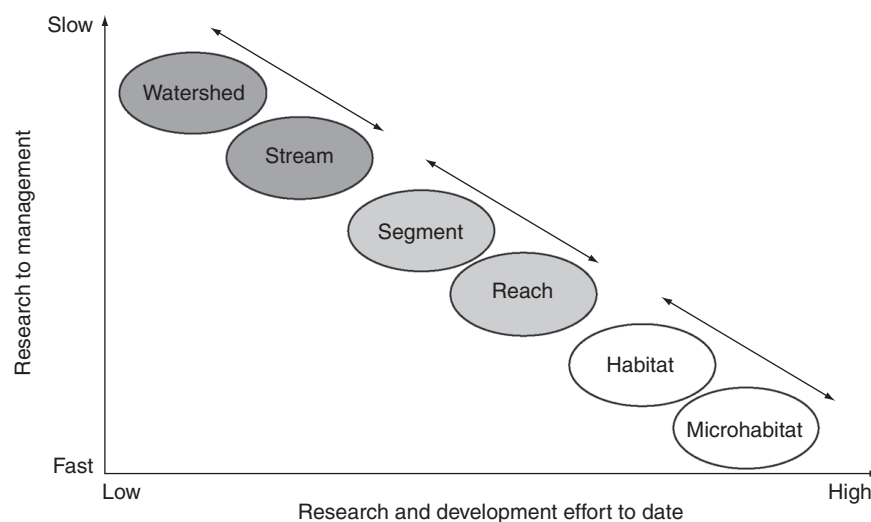 Slow
Watershed
Stream
Segment
Reach
Habitat
Microhabitat
Fast
Low
High
Research and development effort to date
Research to management